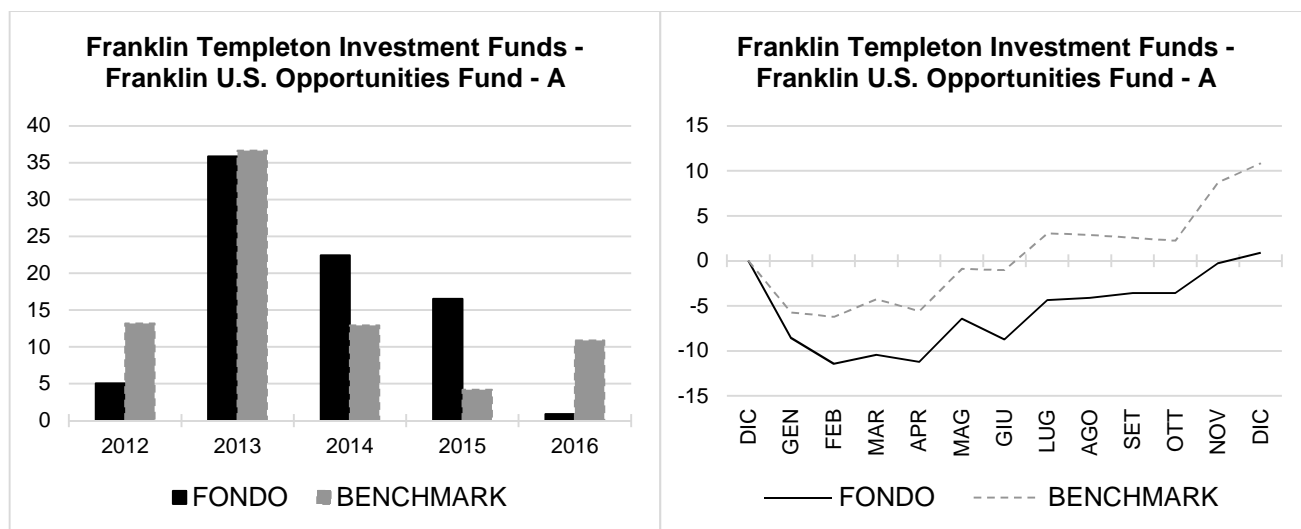 Franklin Templeton Investment Funds -
Franklin U.S. Opportunities Fund - A
40
35
30
25
20
15
10
5
0
2012 2013 2014 2015 2016
FONDO BENCHMARK
Franklin Templeton Investment Funds -
Franklin U.S. Opportunities Fund - A
15
10
5
0
-5
-10
-15
DIC GEN FEB MAR APR MAG GIU LUG AGO SET OTT NOV DIC
FONDO BENCHMARK